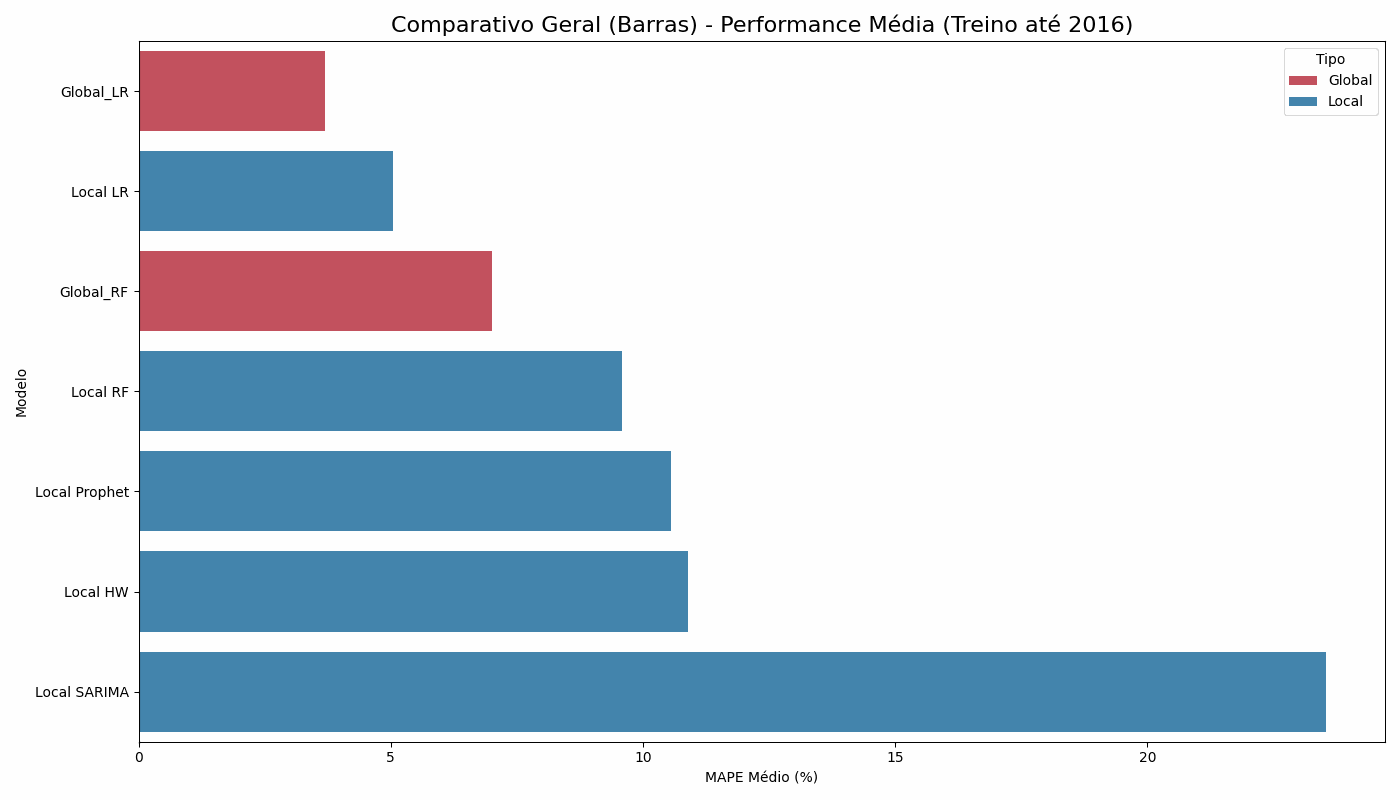 Comparativo Geral (Barras) - Performance Média (Treino até 2016)
Tipo
Global
Local
Modelo
Global_LR
Local LR
Global_RF
Local RF
Local Prophet
Local HW
Local SARIMA
0 5 10 15 20
MAPE Médio (%)